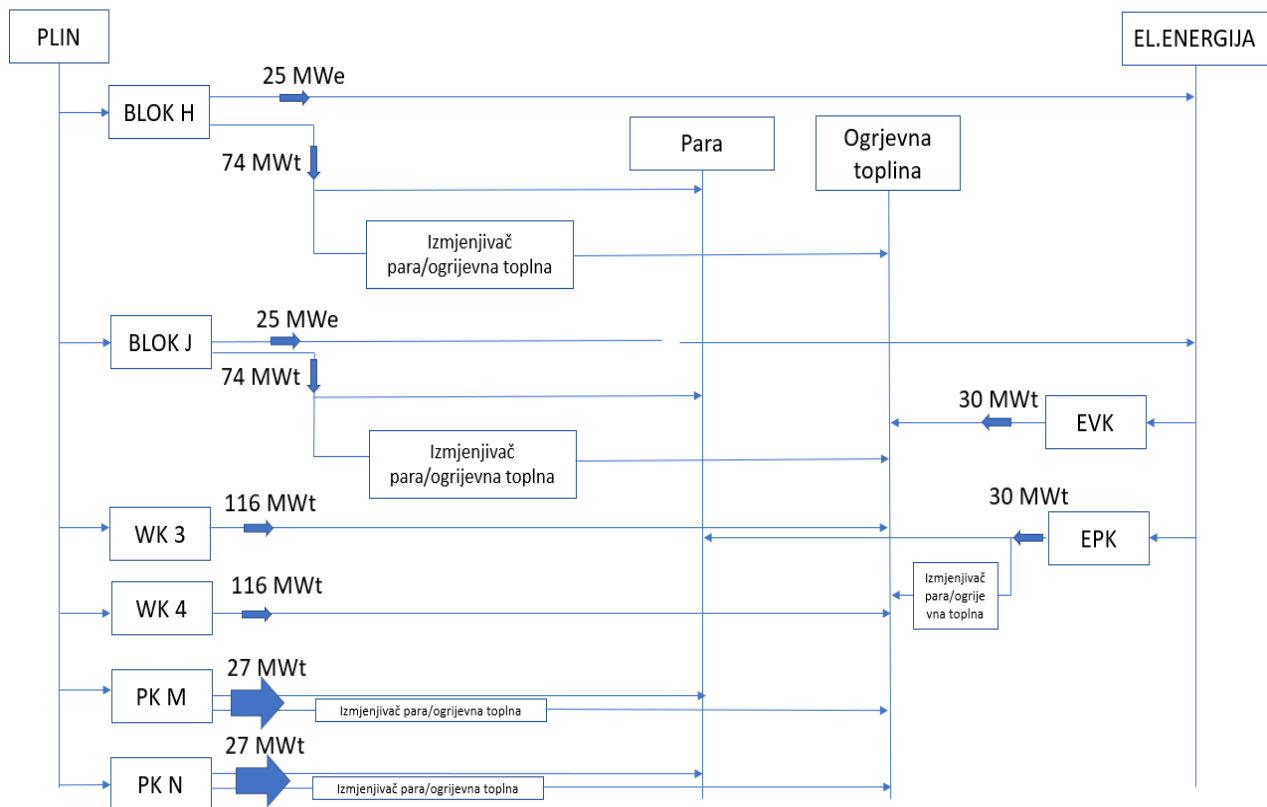 PLIN
EL.ENERGIJA
25 MWe
BLOK H
Para
Ogrjevna
toplina
74 MWt
Izmjenjivač
para/ogrijevna toplna
25 MWe
BLOK J
74 MWt
30 MWt
EVK
Izmjenjivač
para/ogrijevna toplna
116 MWt
WK 3
30 MWt
EPK
Izmjenjivač
para/ogrije
vna toplna
116 MWt
WK 4
27 MWt
PK M
Izmjenjivač para/ogrijevna toplna
27 MWt
PK N
Izmjenjivač para/ogrijevna toplna